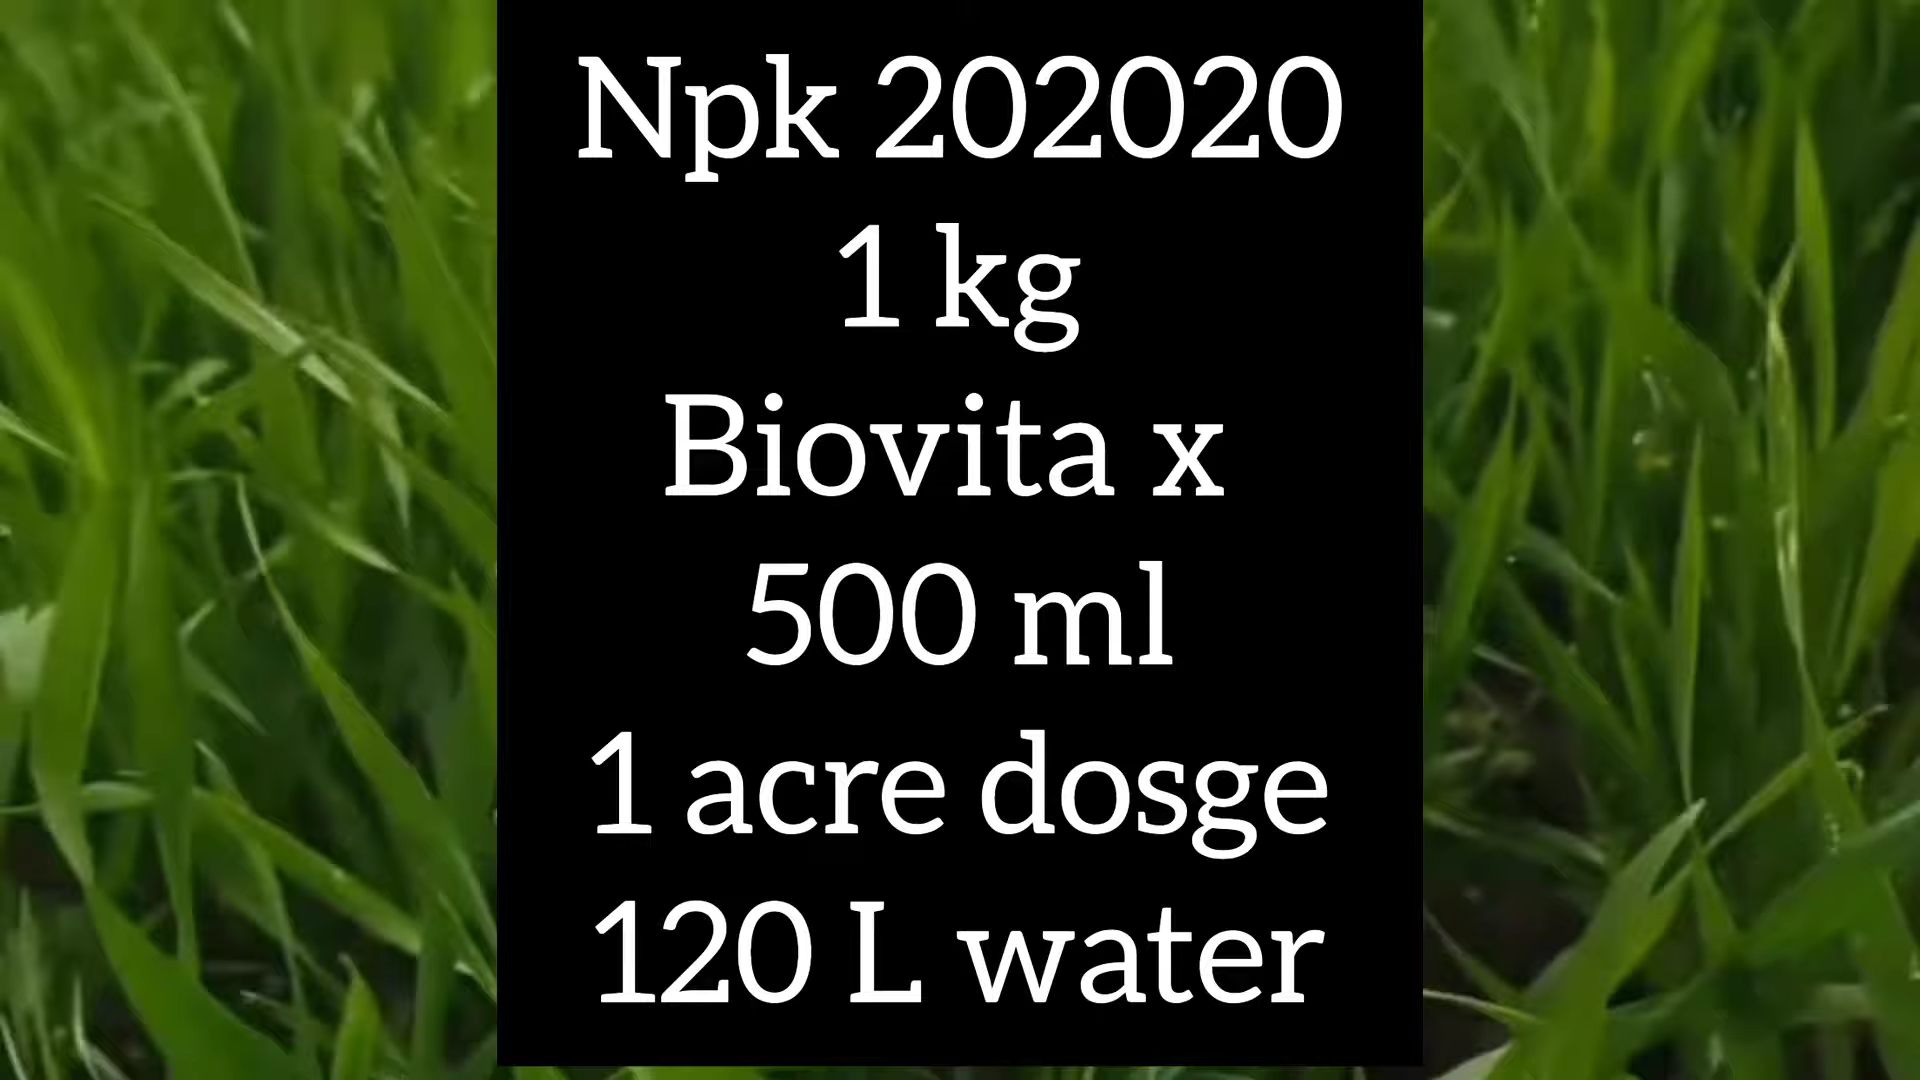 Npk 202020
1 kg
Biovita x
500 ml
1 acre dosge
120 L water